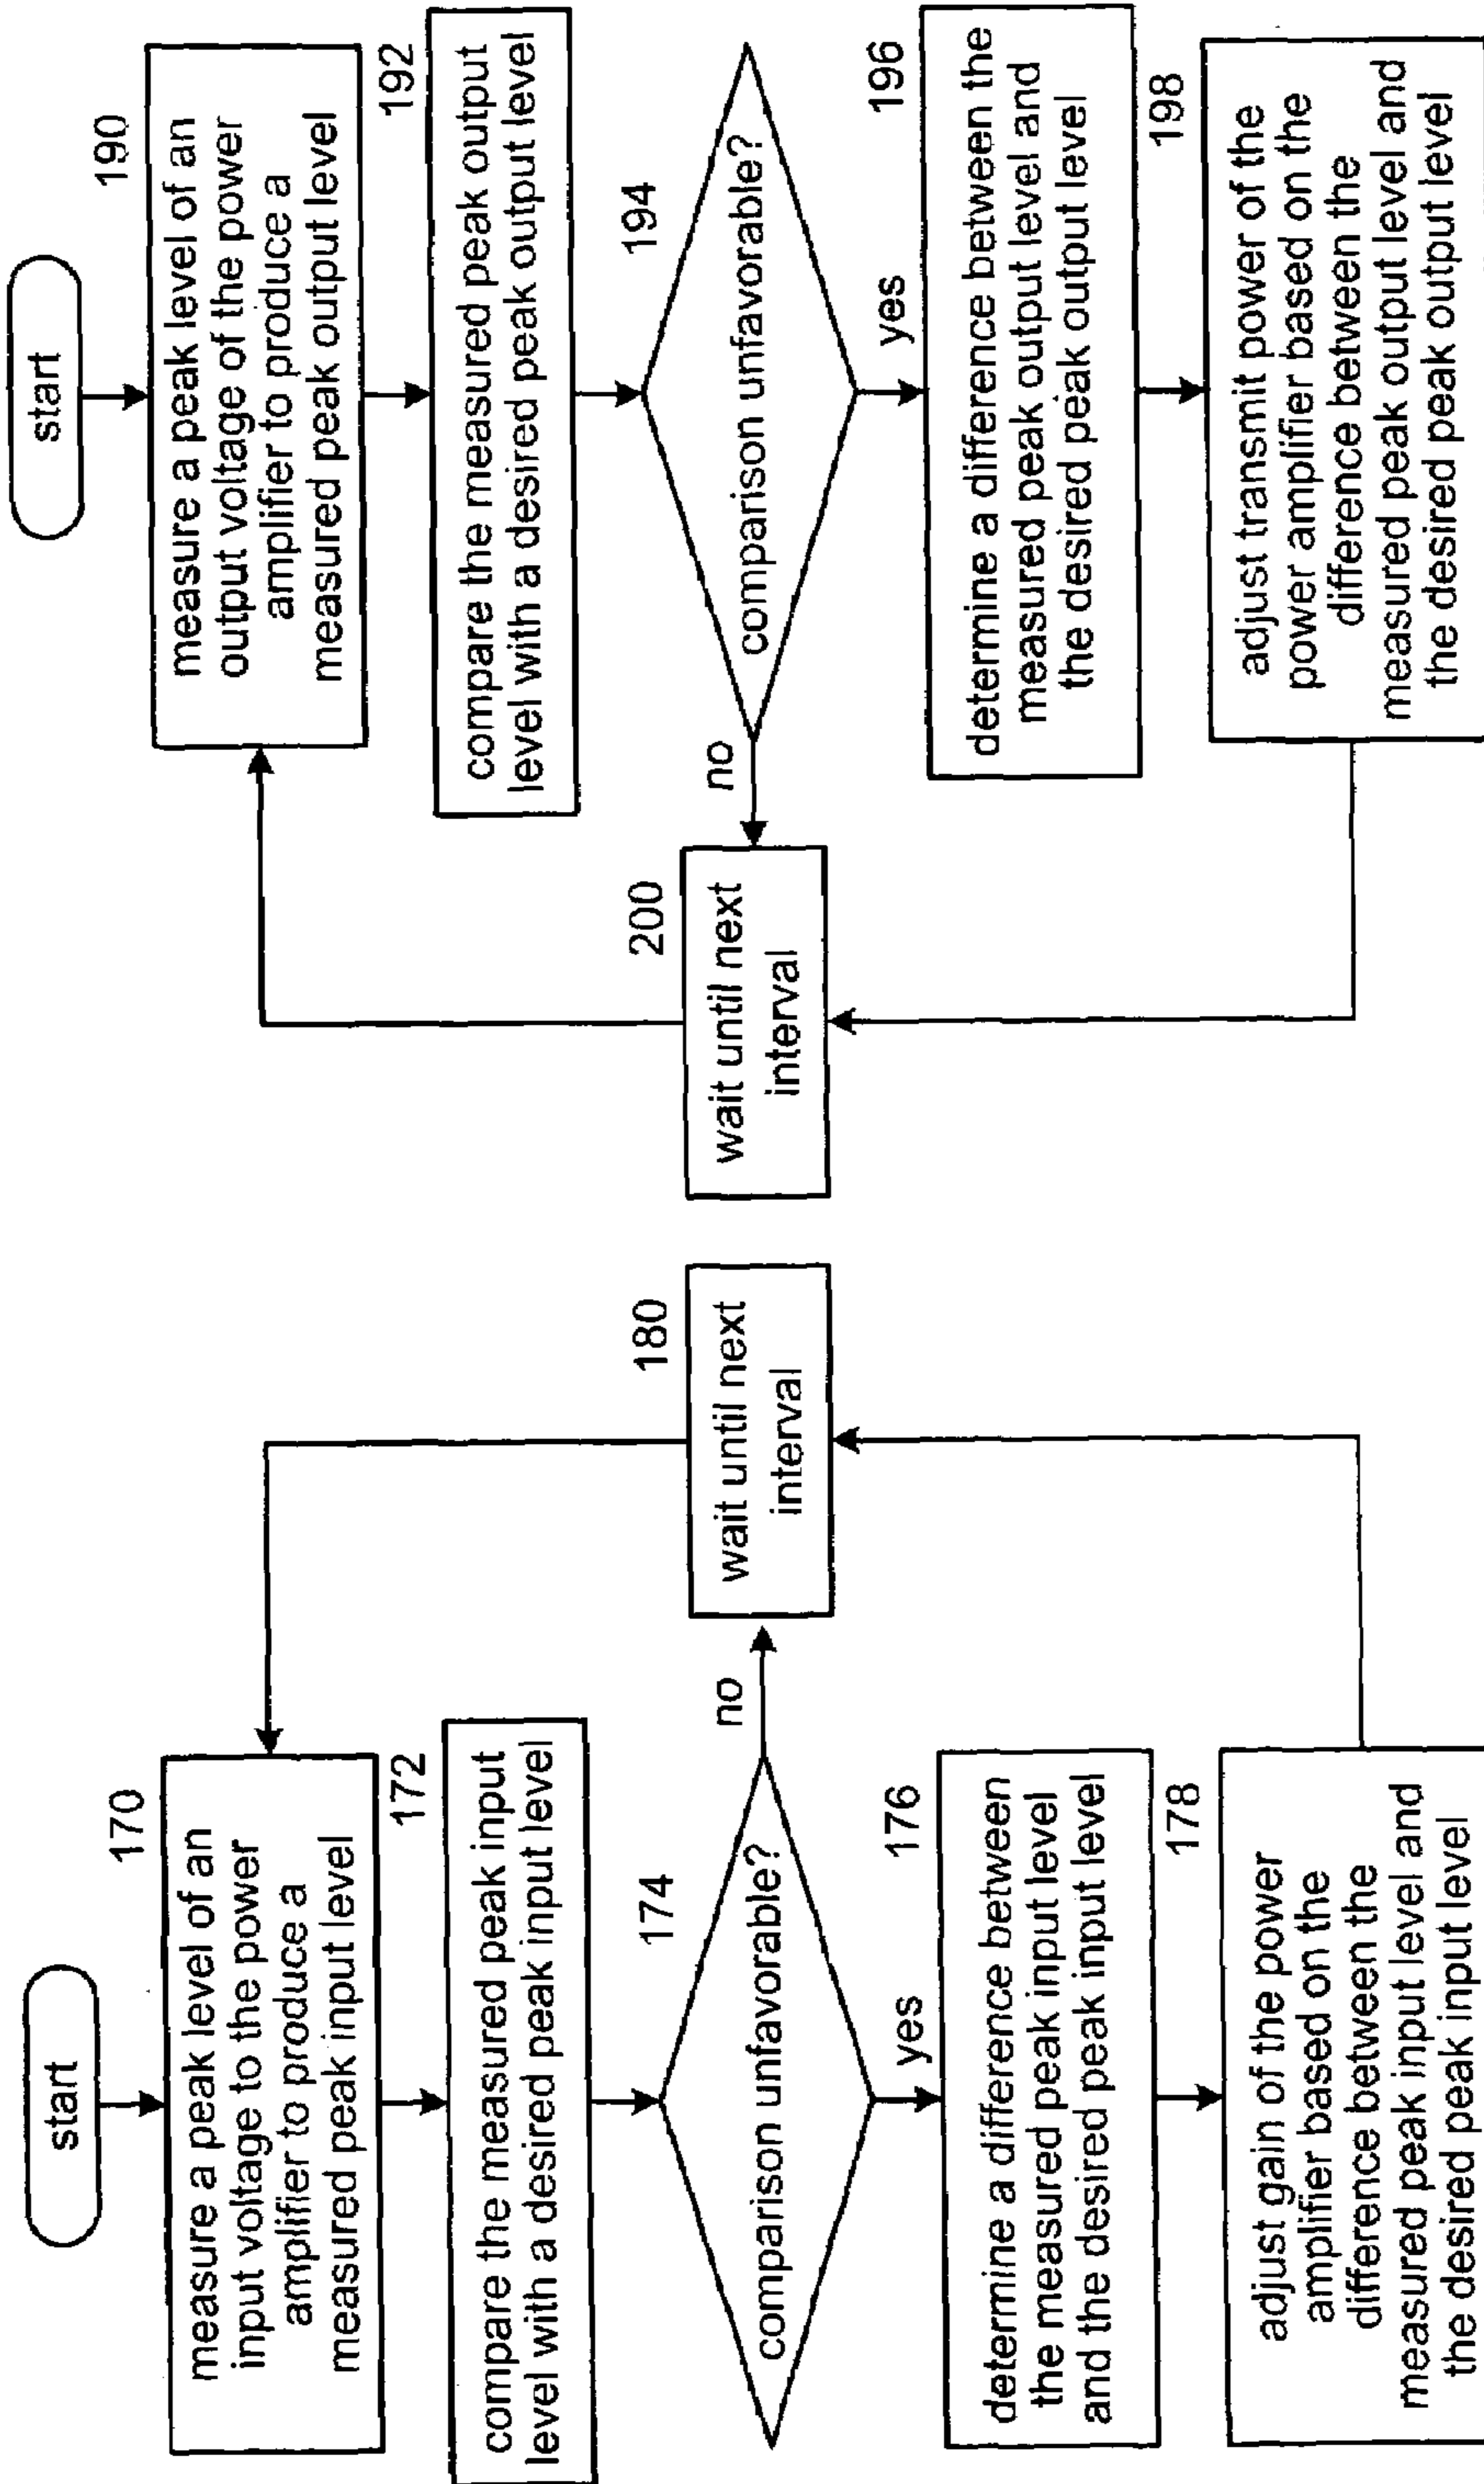 start
170
measure a peak level of an
input voltage to the power
amplifier to produce a
measured peak input level
172
compare the measured peak input
level with a desired peak input level
174
comparison unfavorable?
no
180
wait until next
interval
yes
176
determine a difference between
the measured peak input level
and the desired peak input level
178
adjust gain of the power
amplifier based on the
difference between the
measured peak input level and
the desired peak input level
start
190
measure a peak level of an
output voltage of the power
amplifier to produce a
measured peak output level
192
compare the measured peak output
level with a desired peak output level
194
comparison unfavorable?
no
200
wait until next
interval
yes
196
determine a difference between the
measured peak output level and
the desired peak output level
198
adjust transmit power of the
power amplifier based on the
difference between the
measured peak output level and
the desired peak output level